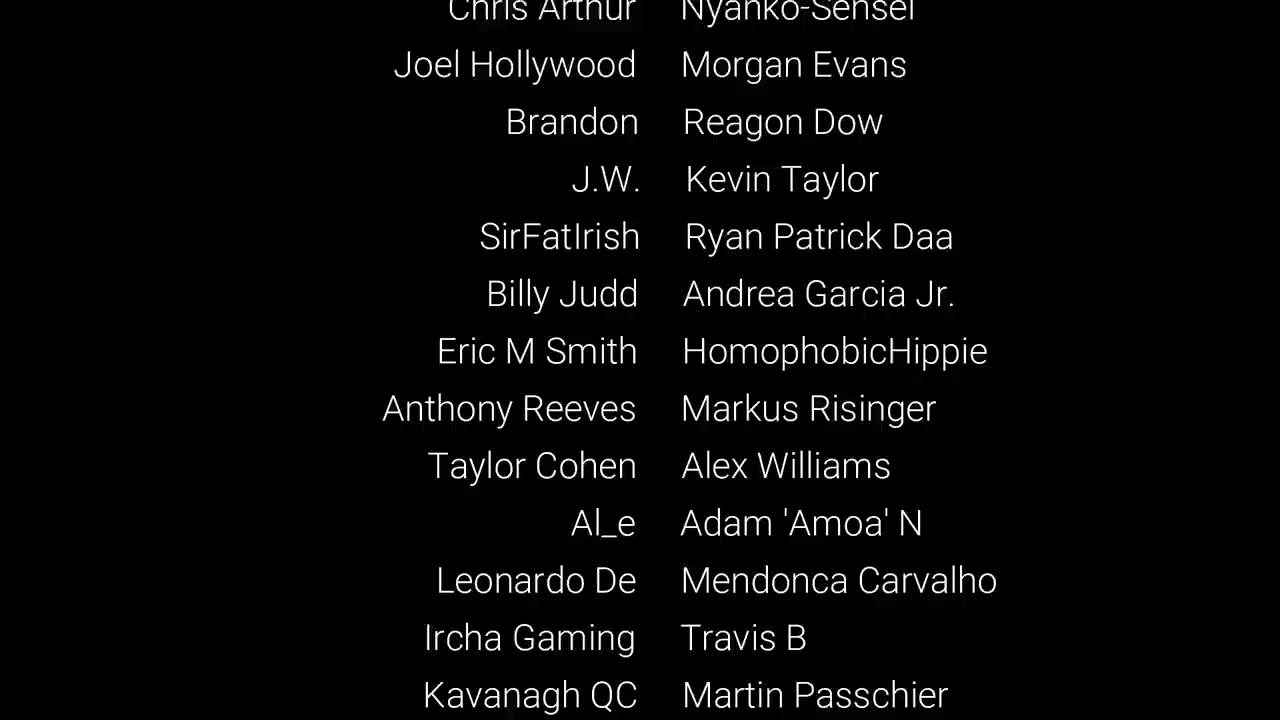 Chris Arthur Nyanko-Sensei
Joel Hollywood Morgan Evans
Brandon Reagon Dow
J.W. Kevin Taylor
SirFatIrish Ryan Patrick Daa
Billy Judd Andrea Garcia Jr.
Eric M Smith HomophobicHippie
Anthony Reeves Markus Risinger
Taylor Cohen Alex Williams
Al_e Adam 'Amoa' N
Leonardo De Mendonca Carvalho
Ircha Gaming Travis B
Kavanagh QC Martin Passchier